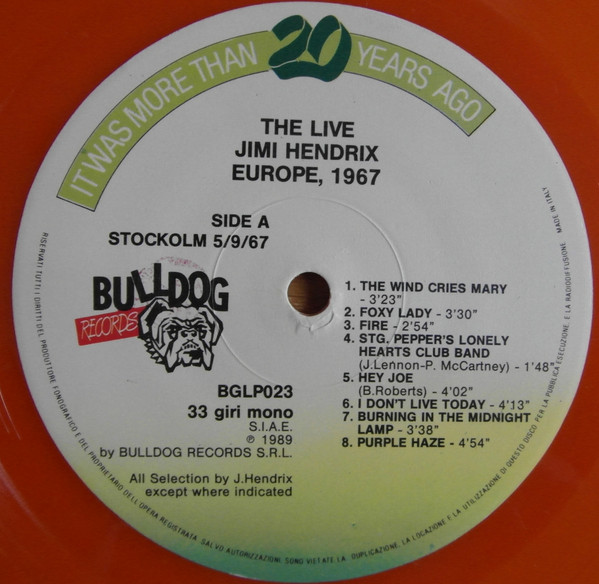 IT WAS MORE THAN 20 YEARS AGO
THE LIVE
JIMI HENDRIX
EUROPE, 1967
SIDE A
STOCKOLM 5/9/67
BULLDOG
RECORDS
BGLP023
33 giri mono
S.I.A.E.
℗ 1989
by BULLDOG RECORDS S.R.L.
All Selection by J.Hendrix
except where indicated
1. THE WIND CRIES MARY
- 3'23"
2. FOXY LADY - 3'30"
3. FIRE - 2'54"
4. STG. PEPPER'S LONELY
HEARTS CLUB BAND
(J.Lennon-P. McCartney) - 1'48"
5. HEY JOE
(B.Roberts) - 4'02"
6. I DON'T LIVE TODAY - 4'13"
7. BURNING IN THE MIDNIGHT
LAMP - 3'38"
8. PURPLE HAZE - 4'54"
RISERVATI TUTTI I DIRITTI DEL PRODUTTORE FONOGRAFICO E DEL PROPRIETARIO DELL'OPERA REGISTRATA. SALVO AUTORIZZAZIONI SONO VIETATE LA DUPLICAZIONE, LA LOCAZIONE E LA UTILIZZAZIONE DI QUESTO DISCO PER LA PUBBLICA ESECUZIONE E LA RADIODIFFUSIONE. MADE IN ITALY